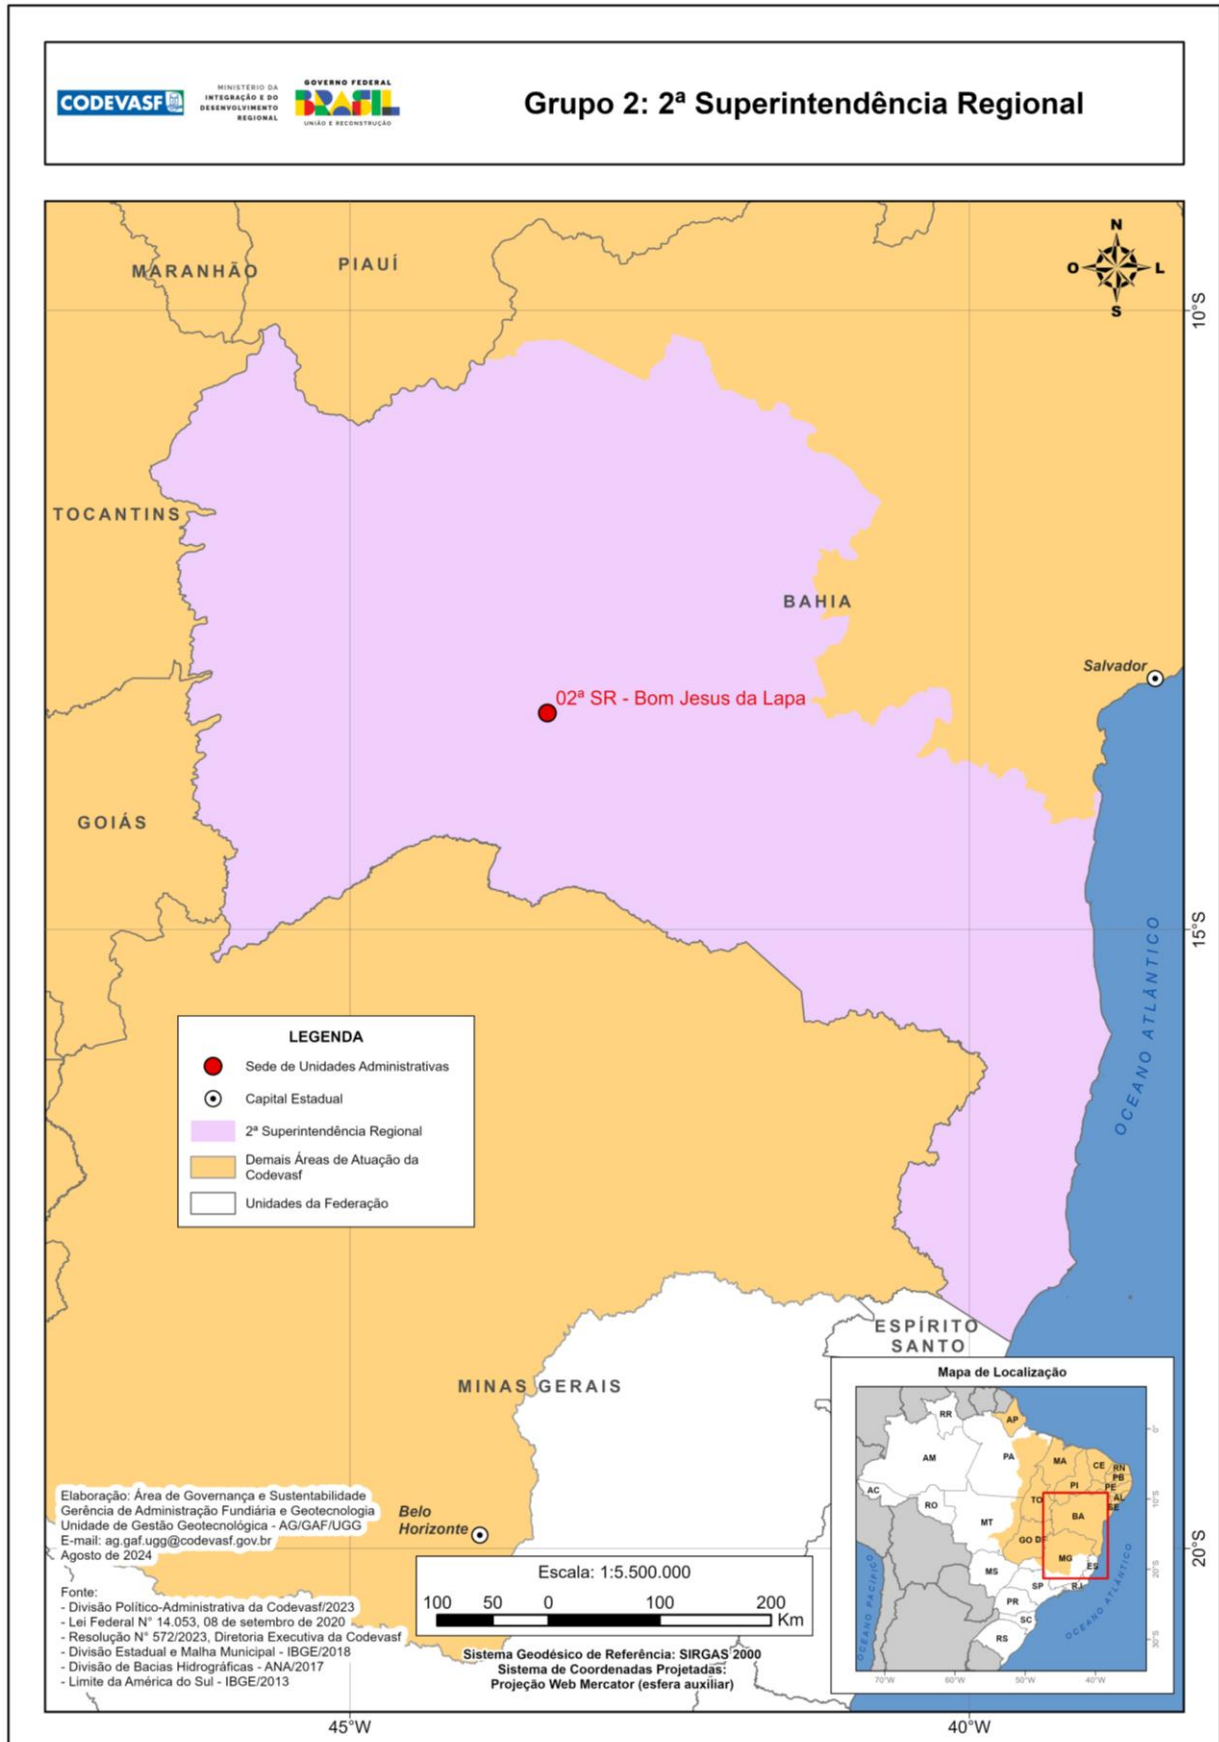 CODEVASF
MINISTÉRIO DA
INTEGRAÇÃO E DO
DESENVOLVIMENTO
REGIONAL
GOVERNO FEDERAL
BRASIL
UNIÃO E RECONSTRUÇÃO
Grupo 2: 2ª Superintendência Regional
N
O
L
S
MARANHÃO
PIAUÍ
10°S
TOCANTINS
BAHIA
Salvador
02ª SR - Bom Jesus da Lapa
GOIÁS
15°S
OCEANO ATLÂNTICO
LEGENDA
Sede de Unidades Administrativas
Capital Estadual
2ª Superintendência Regional
Demais Áreas de Atuação da
Codevasf
Unidades da Federação
ESPÍRITO
SANTO
MINAS GERAIS
Mapa de Localização
RR
AP
AM
PA
MA
CE
RN
PB
PE
AL
SE
PI
AC
RO
TO
BA
MT
GO
DF
MG
ES
MS
SP
RJ
PR
SC
RS
OCEANO PACÍFICO
OCEANO ATLÂNTICO
0°
10°S
20°S
30°S
70°W
60°W
50°W
40°W
Elaboração: Área de Governança e Sustentabilidade
Gerência de Administração Fundiária e Geotecnologia
Unidade de Gestão Geotecnológica - AG/GAF/UGG
E-mail: ag.gaf.ugg@codevasf.gov.br
Agosto de 2024
Belo
Horizonte
20°S
Fonte:
- Divisão Político-Administrativa da Codevasf/2023
- Lei Federal N° 14.053, 08 de setembro de 2020
- Resolução N° 572/2023, Diretoria Executiva da Codevasf
- Divisão Estadual e Malha Municipal - IBGE/2018
- Divisão de Bacias Hidrográficas - ANA/2017
- Limite da América do Sul - IBGE/2013
Escala: 1:5.500.000
100 50 0 100 200
Km
Sistema Geodésico de Referência: SIRGAS 2000
Sistema de Coordenadas Projetadas:
Projeção Web Mercator (esfera auxiliar)
45°W
40°W